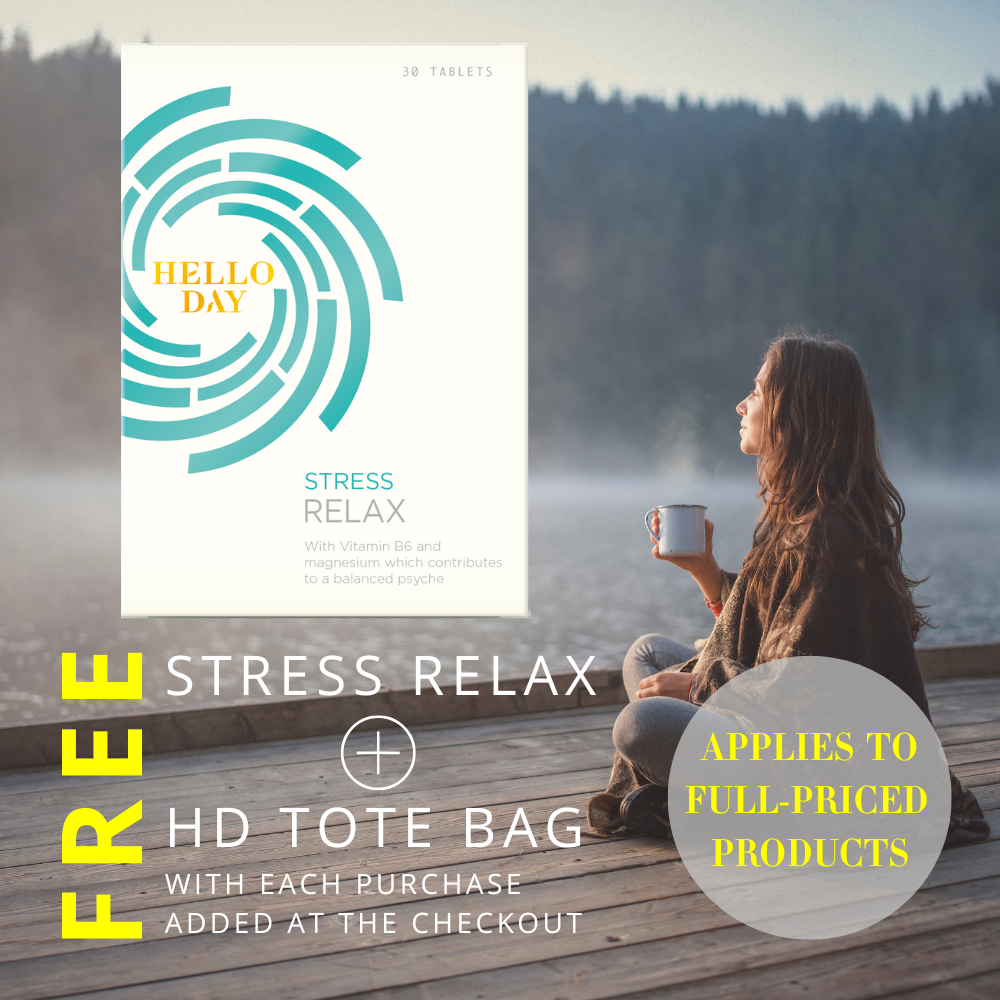 30 TABLETS
HELLO
DAY
STRESS
RELAX
With Vitamin B6 and
magnesium which contributes
to a balanced psyche
FREE
STRESS RELAX
+
HD TOTE BAG
WITH EACH PURCHASE
ADDED AT THE CHECKOUT
APPLIES TO
FULL-PRICED
PRODUCTS